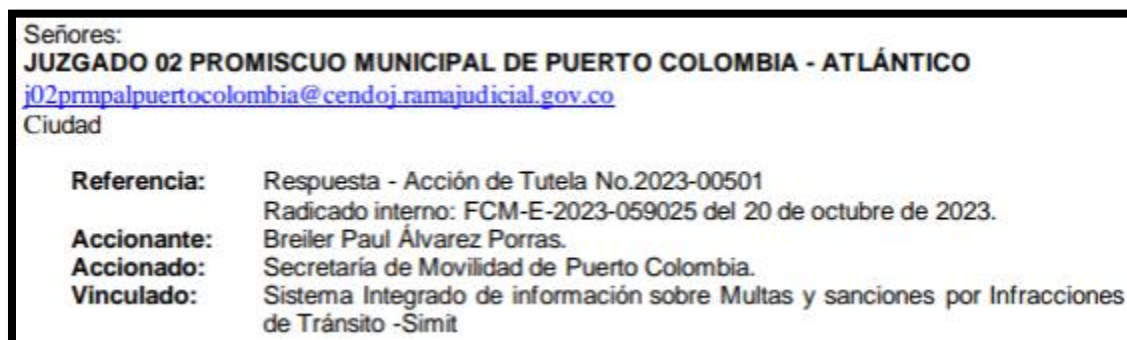 Señores:
JUZGADO 02 PROMISCUO MUNICIPAL DE PUERTO COLOMBIA - ATLÁNTICO
j02prmpalpuertocolombia@cendoj.ramajudicial.gov.co
Ciudad
Referencia: Respuesta - Acción de Tutela No.2023-00501
Radicado interno: FCM-E-2023-059025 del 20 de octubre de 2023.
Accionante: Breiler Paul Álvarez Porras.
Accionado: Secretaría de Movilidad de Puerto Colombia.
Vinculado: Sistema Integrado de información sobre Multas y sanciones por Infracciones
de Tránsito -Simit